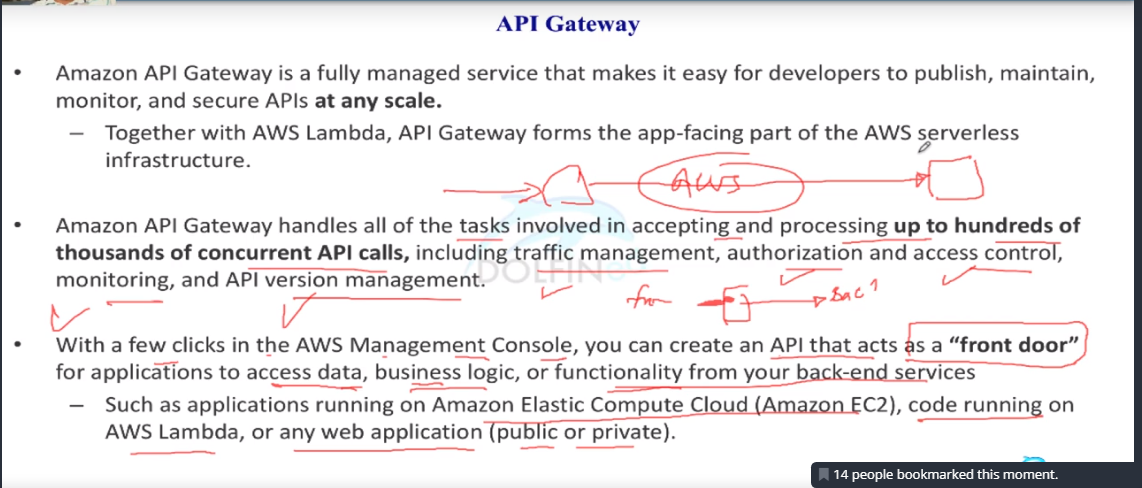 API Gateway
• Amazon API Gateway is a fully managed service that makes it easy for developers to publish, maintain,
monitor, and secure APIs at any scale.
– Together with AWS Lambda, API Gateway forms the app-facing part of the AWS serverless
infrastructure.
AWS
• Amazon API Gateway handles all of the tasks involved in accepting and processing up to hundreds of
thousands of concurrent API calls, including traffic management, authorization and access control,
DOLFIN
monitoring, and API version management.
• With a few clicks in the AWS Management Console, you can create an API that acts as a “front door”
for applications to access data, business logic, or functionality from your back-end services
– Such as applications running on Amazon Elastic Compute Cloud (Amazon EC2), code running on
AWS Lambda, or any web application (public or private).
14 people bookmarked this moment.